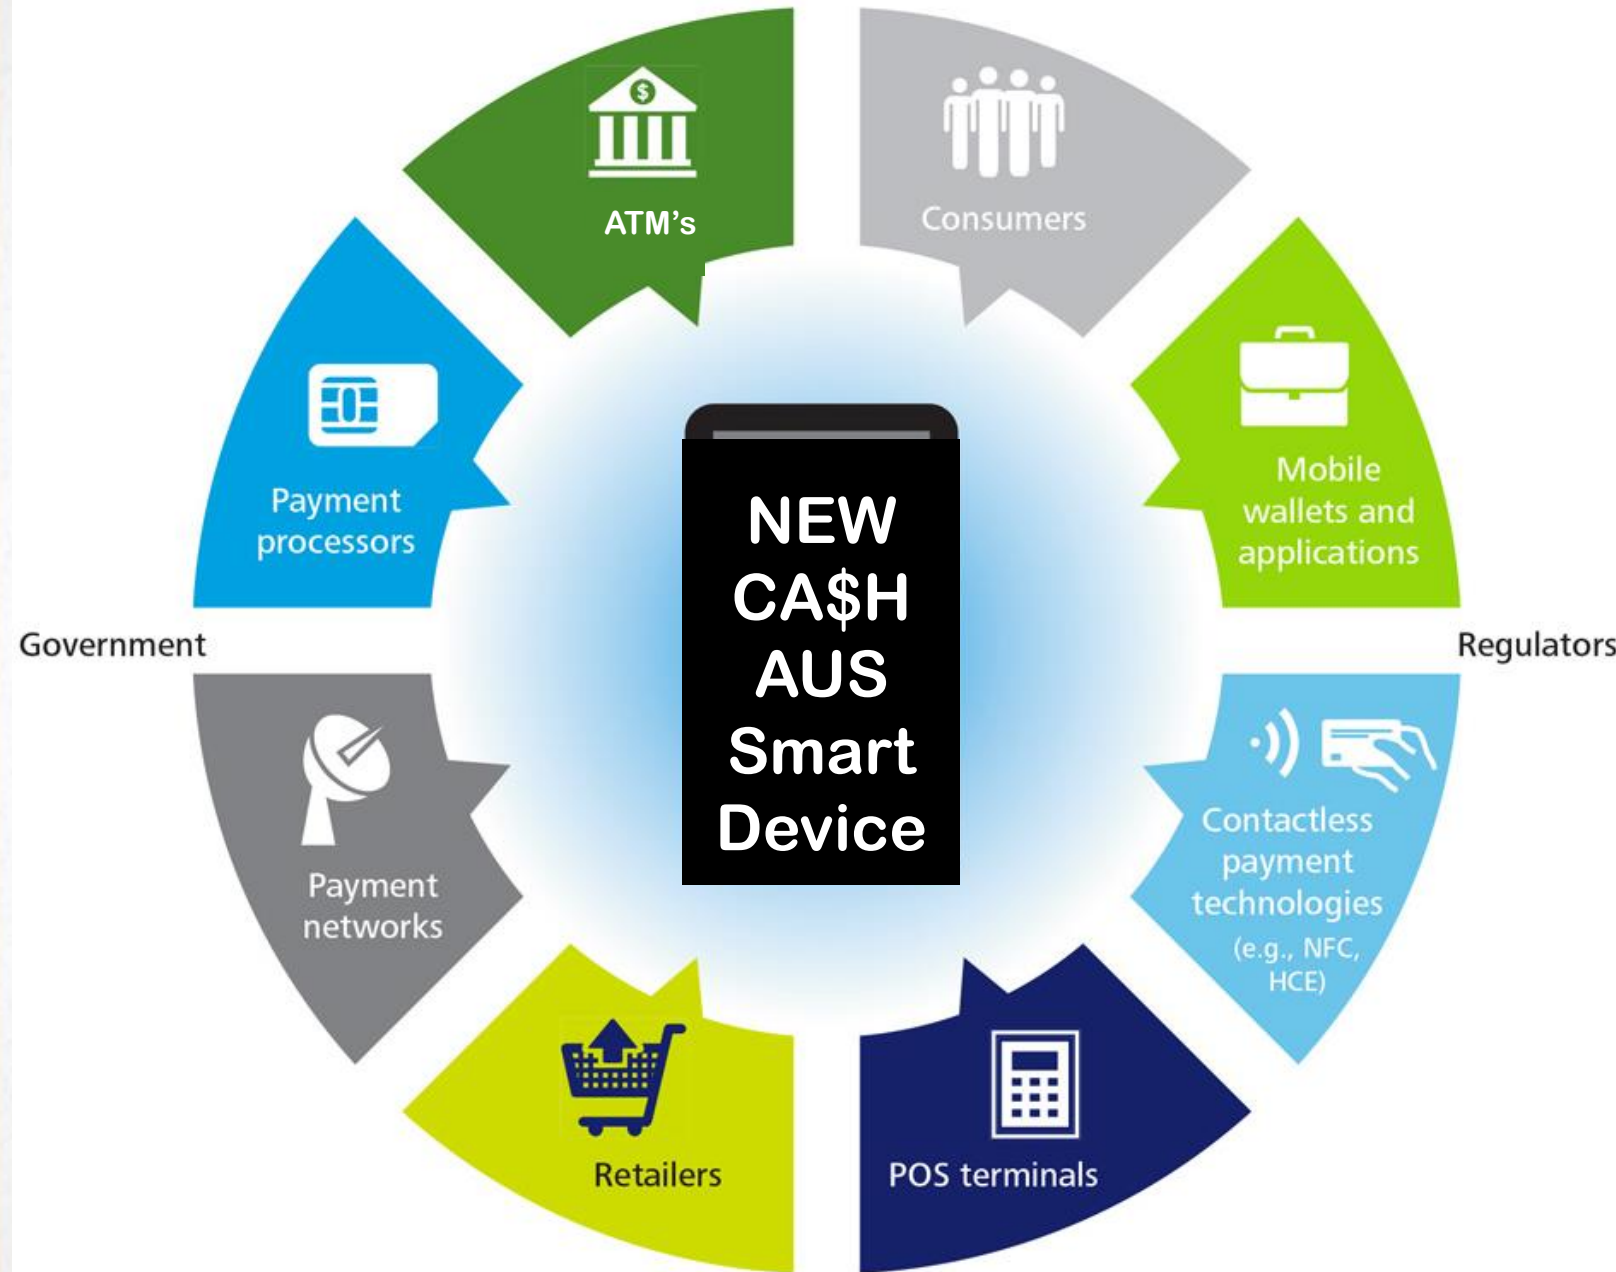 $
ATM's
Consumers
Payment
processors
Mobile
wallets and
applications
NEW
CA$H
AUS
Smart
Device
Government
Regulators
Payment
networks
Contactless
payment
technologies
(e.g., NFC,
HCE)
Retailers
POS terminals